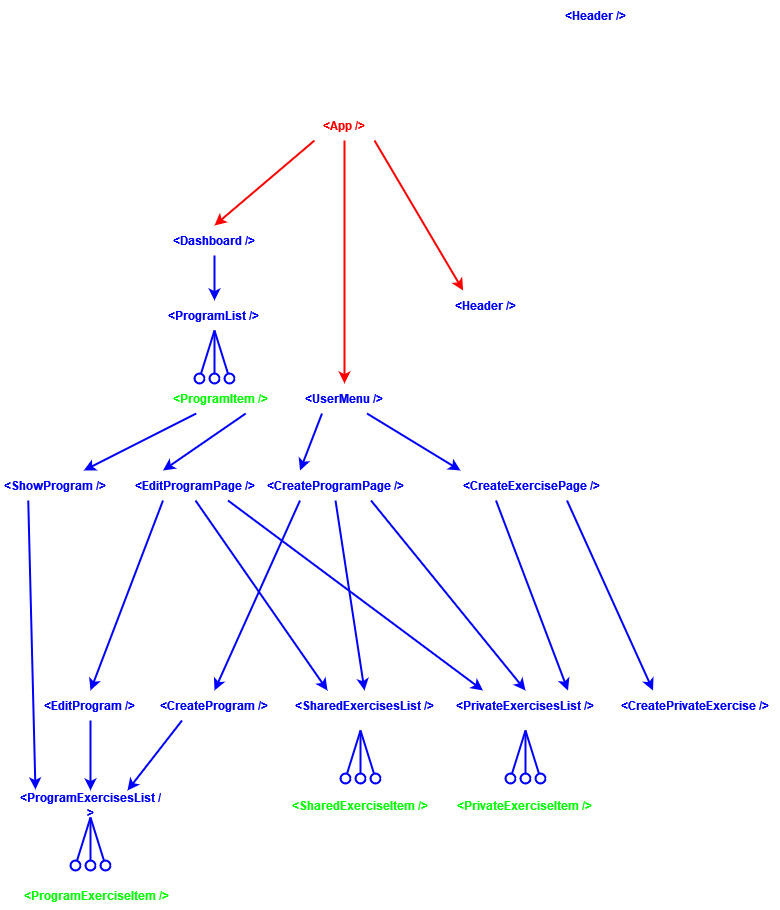 <Header />
<App />
<Dashboard />
<Header />
<ProgramList />
<ProgramItem />
<UserMenu />
<ShowProgram />
<EditProgramPage />
<CreateProgramPage />
<CreateExercisePage />
<EditProgram />
<CreateProgram />
<SharedExercisesList />
<PrivateExercisesList />
<CreatePrivateExercise />
<ProgramExercisesList /
>
<SharedExerciseItem />
<PrivateExerciseItem />
<ProgramExerciseItem />